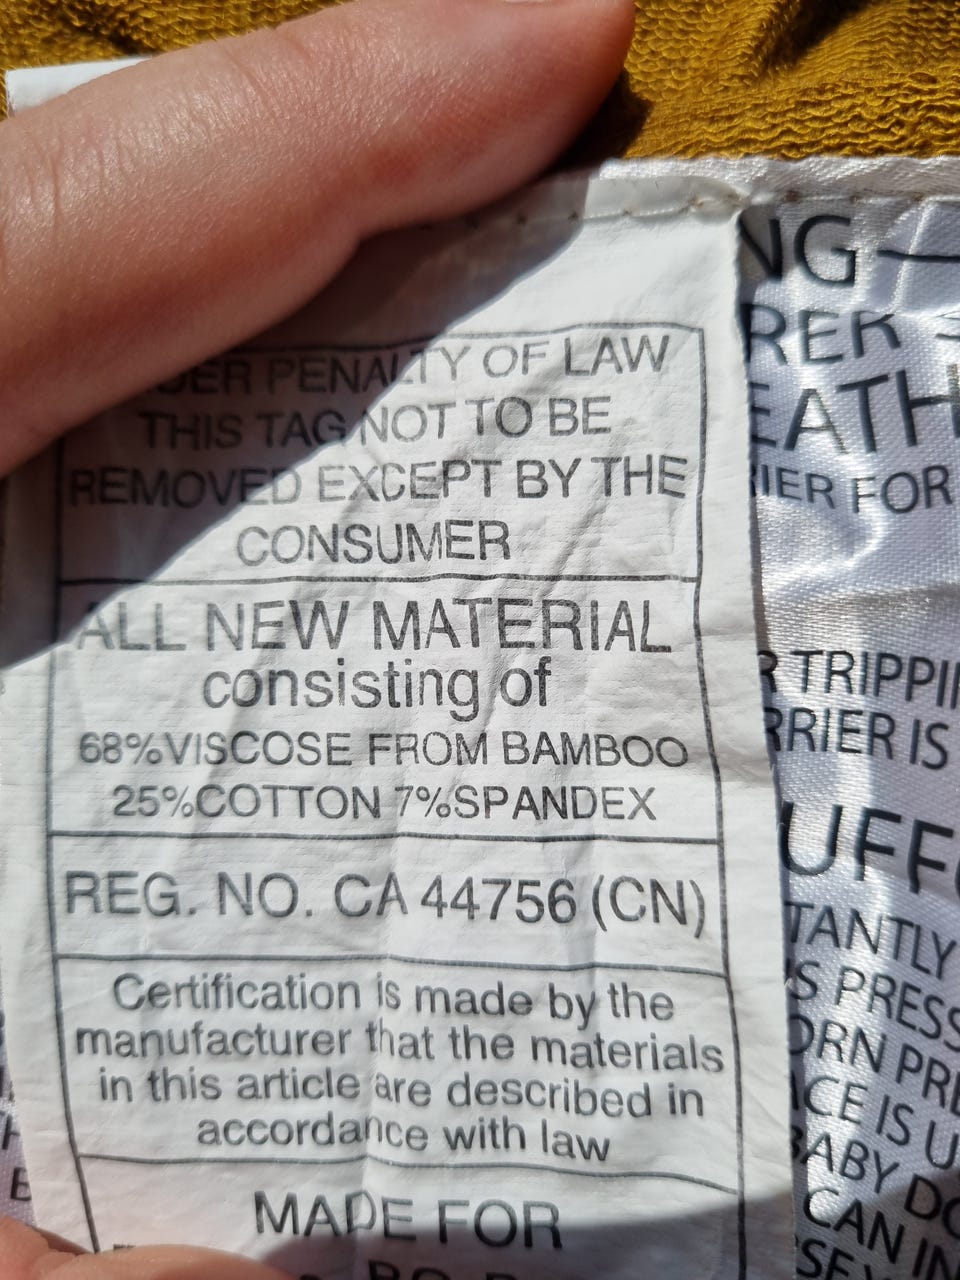 PENALTY OF LAW
THIS TAG NOT TO BE
REMOVED EXCEPT BY THE
CONSUMER
ALL NEW MATERIAL
consisting of
68%VISCOSE FROM BAMBOO
25%COTTON 7%SPANDEX
REG. NO. CA 44756 (CN)
Certification is made by the
manufacturer that the materials
in this article are described in
accordance with law
MADE FOR
NG
RER
EATH
RIER FOR
R TRIPPI
RRIER IS
UFF
TANTLY
IS PRESS
ORN PRE
ACE IS U
BABY DO
CAN IN